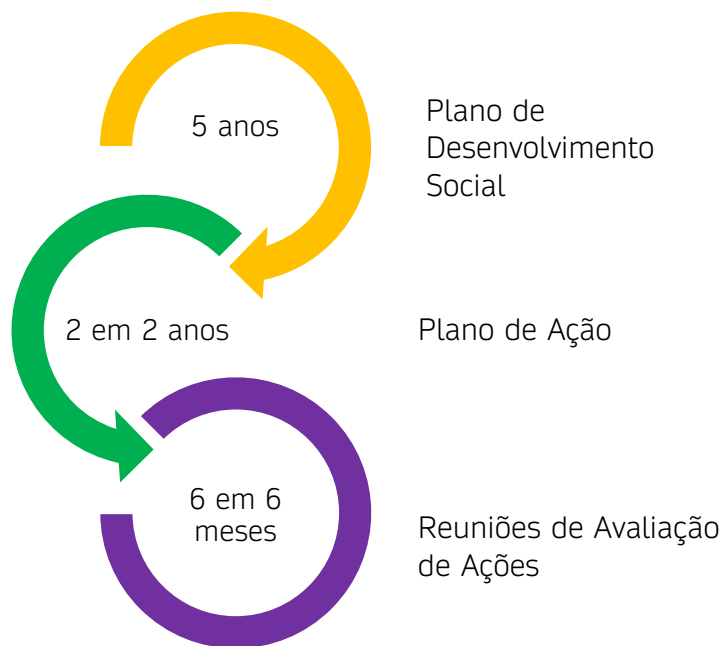 5 anos
Plano de
Desenvolvimento
Social
2 em 2 anos
Plano de Ação
6 em 6
meses
Reuniões de Avaliação
de Ações